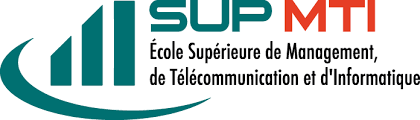 SUP MTI
École Supérieure de Management,
de Télécommunication et d'Informatique